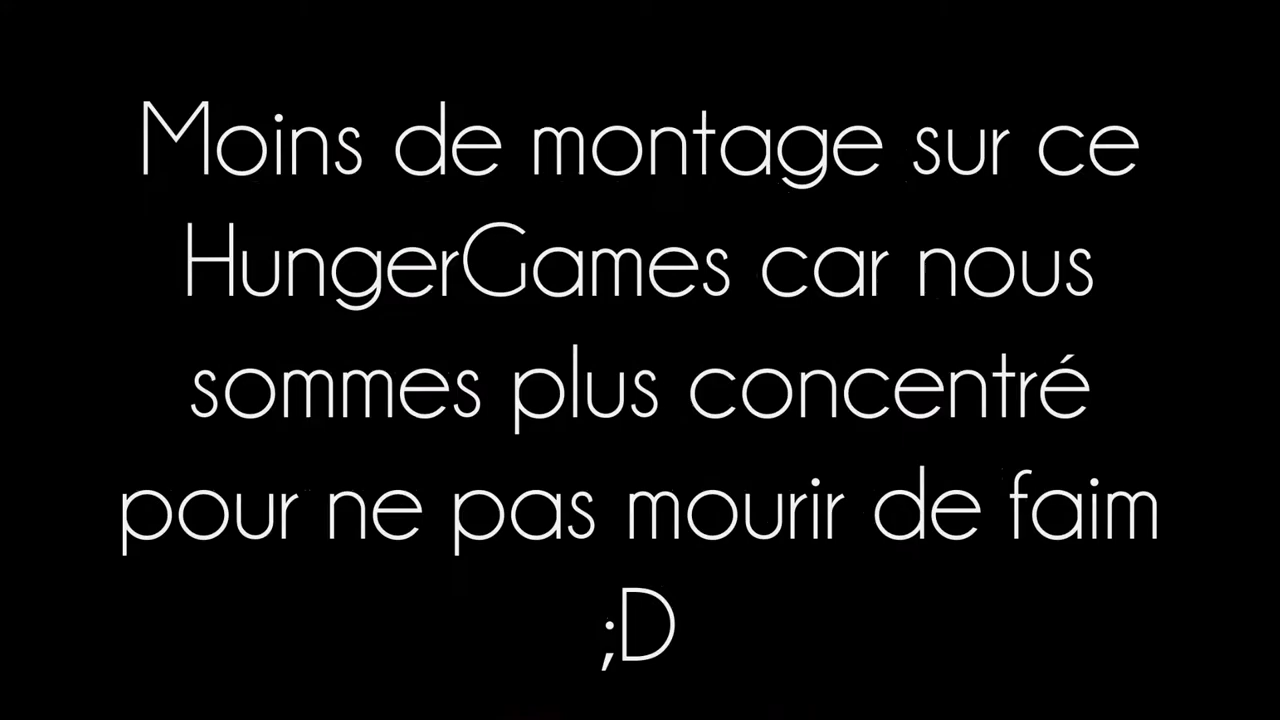 Moins de montage sur ce
HungerGames car nous
sommes plus concentré
pour ne pas mourir de faim
;D